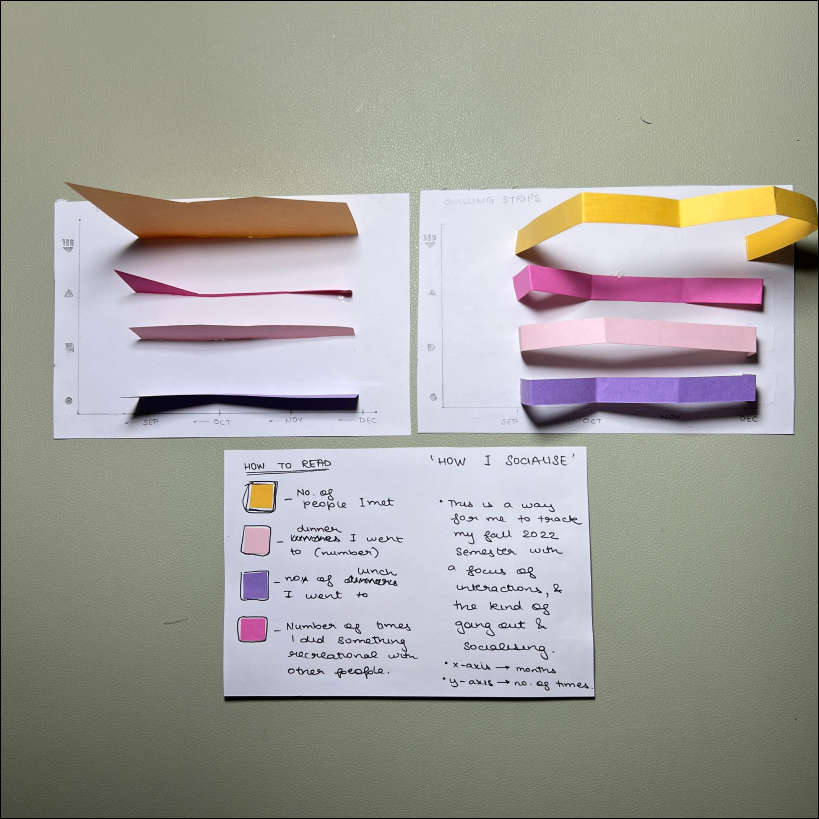 SEP
OCT
NOV
DEC
QUILLING STRIPS
SEP
OCT
NOV
DEC
HOW TO READ
No. of
people I met
dinner
I went
to (number)
lunch
no. of
I went to
Number of times
I did something
recreational with
other people.
'HOW I SOCIALISE'
• This is a way
for me to track
my fall 2022
semester with
a focus of
interactions, &
the kind of
going out &
socialising.
• x-axis → months
• y-axis → no. of times.